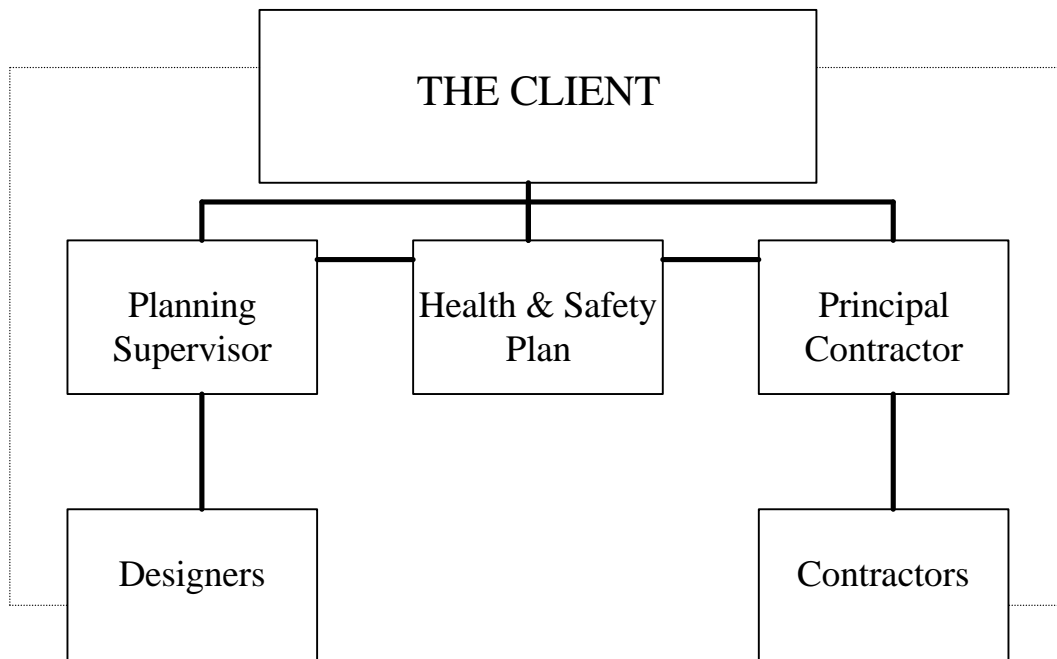 THE CLIENT
Planning
Supervisor
Health & Safety
Plan
Principal
Contractor
Designers
Contractors